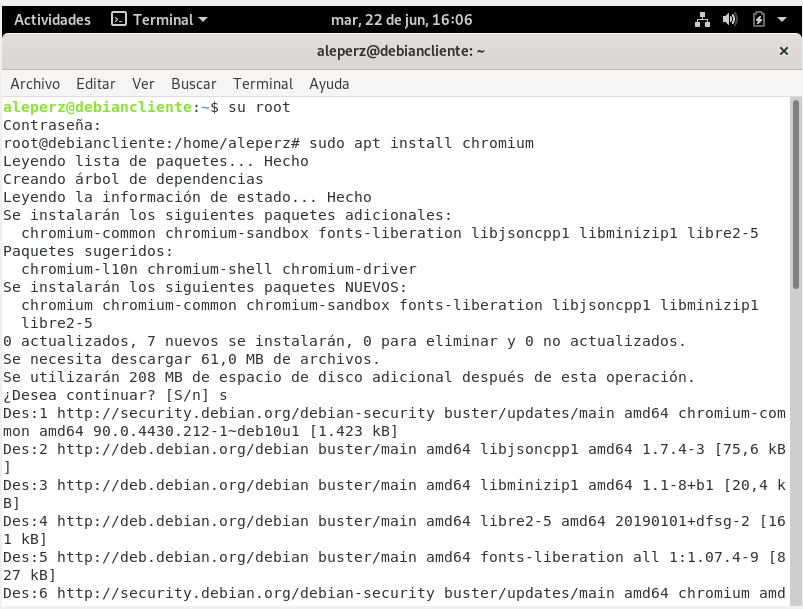 Actividades Terminal mar, 22 de jun, 16:06
aleperz@debiancliente: ~
Archivo Editar Ver Buscar Terminal Ayuda
aleperz@debiancliente:~$ su root
Contraseña:
root@debiancliente:/home/aleperz# sudo apt install chromium
Leyendo lista de paquetes... Hecho
Creando árbol de dependencias
Leyendo la información de estado... Hecho
Se instalarán los siguientes paquetes adicionales:
  chromium-common chromium-sandbox fonts-liberation libjsoncpp1 libminizip1 libre2-5
Paquetes sugeridos:
  chromium-l10n chromium-shell chromium-driver
Se instalarán los siguientes paquetes NUEVOS:
  chromium chromium-common chromium-sandbox fonts-liberation libjsoncpp1 libminizip1
  libre2-5
0 actualizados, 7 nuevos se instalarán, 0 para eliminar y 0 no actualizados.
Se necesita descargar 61,0 MB de archivos.
Se utilizarán 208 MB de espacio de disco adicional después de esta operación.
¿Desea continuar? [S/n] s
Des:1 http://security.debian.org/debian-security buster/updates/main amd64 chromium-com
mon amd64 90.0.4430.212-1~deb10u1 [1.423 kB]
Des:2 http://deb.debian.org/debian buster/main amd64 libjsoncpp1 amd64 1.7.4-3 [75,6 kB
]
Des:3 http://deb.debian.org/debian buster/main amd64 libminizip1 amd64 1.1-8+b1 [20,4 k
B]
Des:4 http://deb.debian.org/debian buster/main amd64 libre2-5 amd64 20190101+dfsg-2 [16
1 kB]
Des:5 http://deb.debian.org/debian buster/main amd64 fonts-liberation all 1:1.07.4-9 [8
27 kB]
Des:6 http://security.debian.org/debian-security buster/updates/main amd64 chromium amd